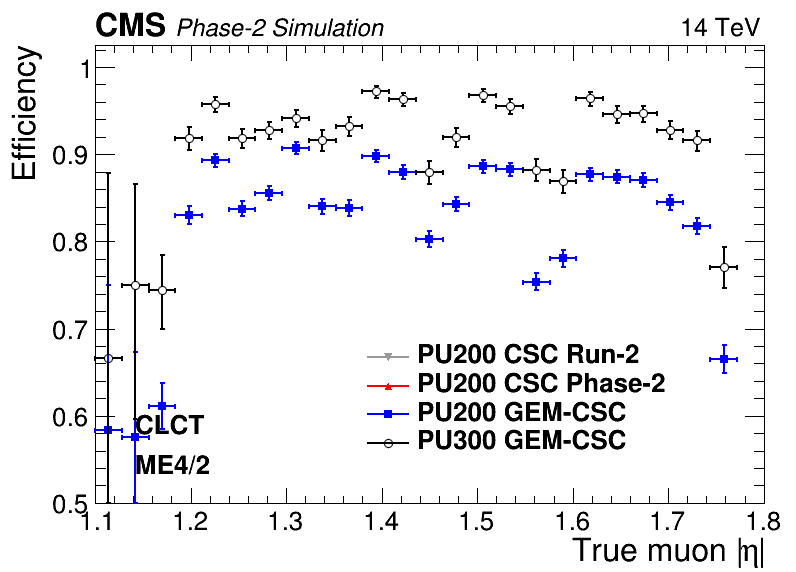 CMS Phase-2 Simulation 14 TeV
Efficiency
1
0.9
0.8
0.7
0.6
0.5
PU200 CSC Run-2
PU200 CSC Phase-2
PU200 GEM-CSC
PU300 GEM-CSC
CLCT
ME4/2
1.1 1.2 1.3 1.4 1.5 1.6 1.7 1.8
True muon |η|